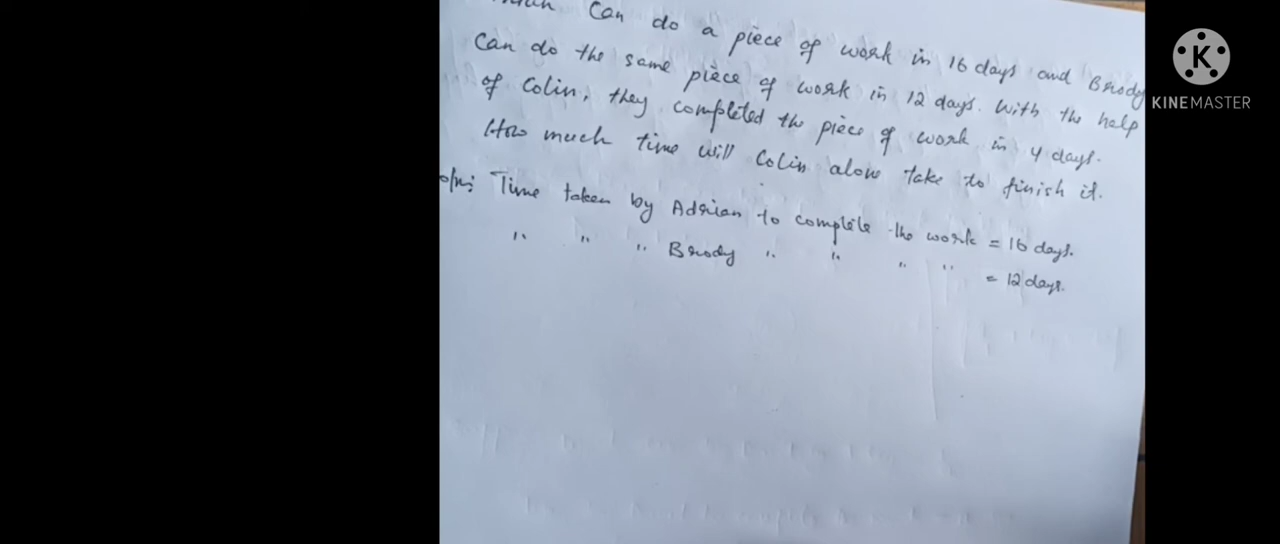 can do a piece of work in 16 days and Brody
can do the same piece of work in 12 days. With the help
of Colin, they completed the piece of work in 4 days.
How much time will Colin alone take to finish it.
Time taken by Adrian to complete the work = 16 days.
" " " Brody " " " " = 12 days.
K
KINEMASTER